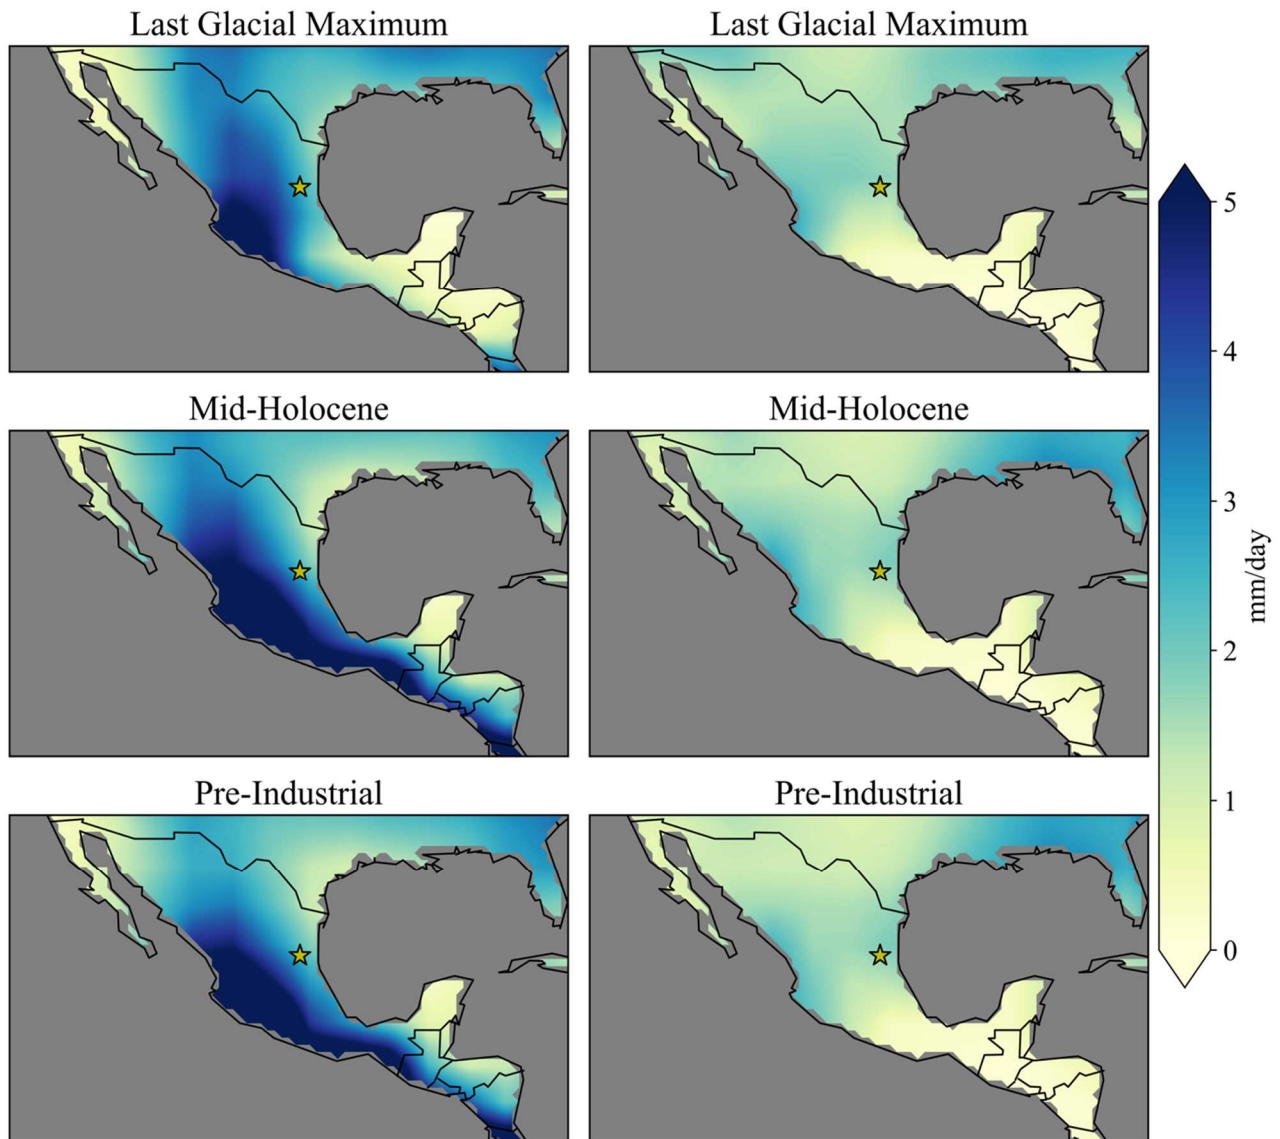 Last Glacial Maximum
Last Glacial Maximum
Mid-Holocene
Mid-Holocene
Pre-Industrial
Pre-Industrial
5
4
3
2
1
0
mm/day